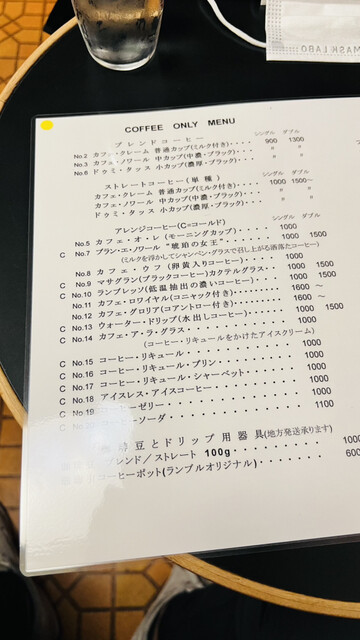 MASK LABO
COFFEE ONLY MENU
ブレンドコーヒー シングル ダブル
No.2 カフェ・クレーム 普通カップ(ミルク付き)・・・・ 900 1300
No.3 カフェ・ノワール 中カップ(中濃・ブラック)・・・・ 〃 〃
No.6 ドゥミ・タッス 小カップ(濃厚・ブラック)・・・・ 〃 〃
ストレートコーヒー(単種) シングル ダブル
カフェ・クレーム 普通カップ(ミルク付き)・・・・ 1000 1500～
カフェ・ノワール 中カップ(中濃・ブラック)・・・・ 〃 〃
ドゥミ・タッス 小カップ(濃厚・ブラック)・・・・ 〃 〃
アレンジコーヒー(C=コールド) シングル ダブル
No.5 カフェ・オ・レ(モーニングカップ)・・・・ 1000
C No.7 ブラン・エ・ノワール "琥珀の女王"・・・・・・ 1000
(ミルクを浮かしてシャンペン・グラスで召し上がる洒落たコーヒー)
No.8 カフェ・ウフ(卵黄入りコーヒー)・・・・ 1000
C No.9 マザグラン(ブラックコーヒー)カクテルグラス・・ 1000 1500
C No.10 ランブレッソ(低温抽出の濃いコーヒー)・・・・ 1000 1500
No.11 カフェ・ロワイヤル(コニャック付き)・・・・・・ 1600 ～
No.12 カフェ・グロリア(コアントロー付き)・・・・・・ 1600 ～
C No.13 ウォーター・ドリップ(水出しコーヒー)・・・・ 1000 1500
C No.14 カフェ・ア・ラ・グラス・・・・・・・・ 1000
(コーヒー・リキュールをかけたアイスクリーム)
C No.15 コーヒー・リキュール・・・・・・・・ 1000
C No.16 コーヒー・リキュール・プリン・・・・・・ 1000
C No.17 コーヒー・リキュール・シャーベット・・・・ 1000
C No.18 アイスレス・アイスコーヒー・・・・・・ 1000
C No.19 ーゼリー・・・・・・・・・・ 1000
C ーソーダ・・・・・・・・・・ 1100
豆とドリップ用器具(地方発送承ります)
ブレンド／ストレート 100g・・・・・・・・ 1000
コーヒーポット(ランブルオリジナル)・・・・・・ 600